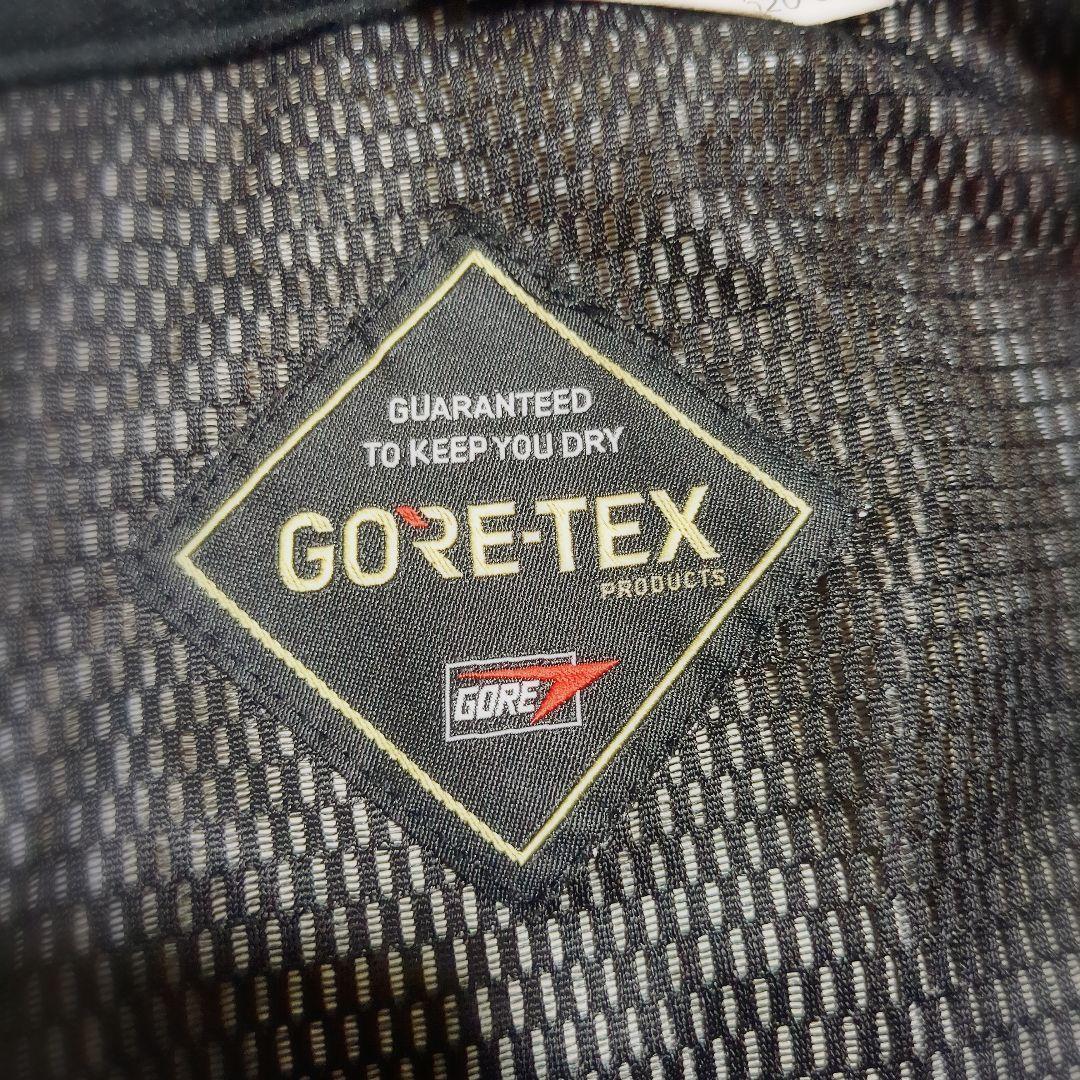 GUARANTEED
TO KEEP YOU DRY
GORE-TEX
PRODUCTS
GORE